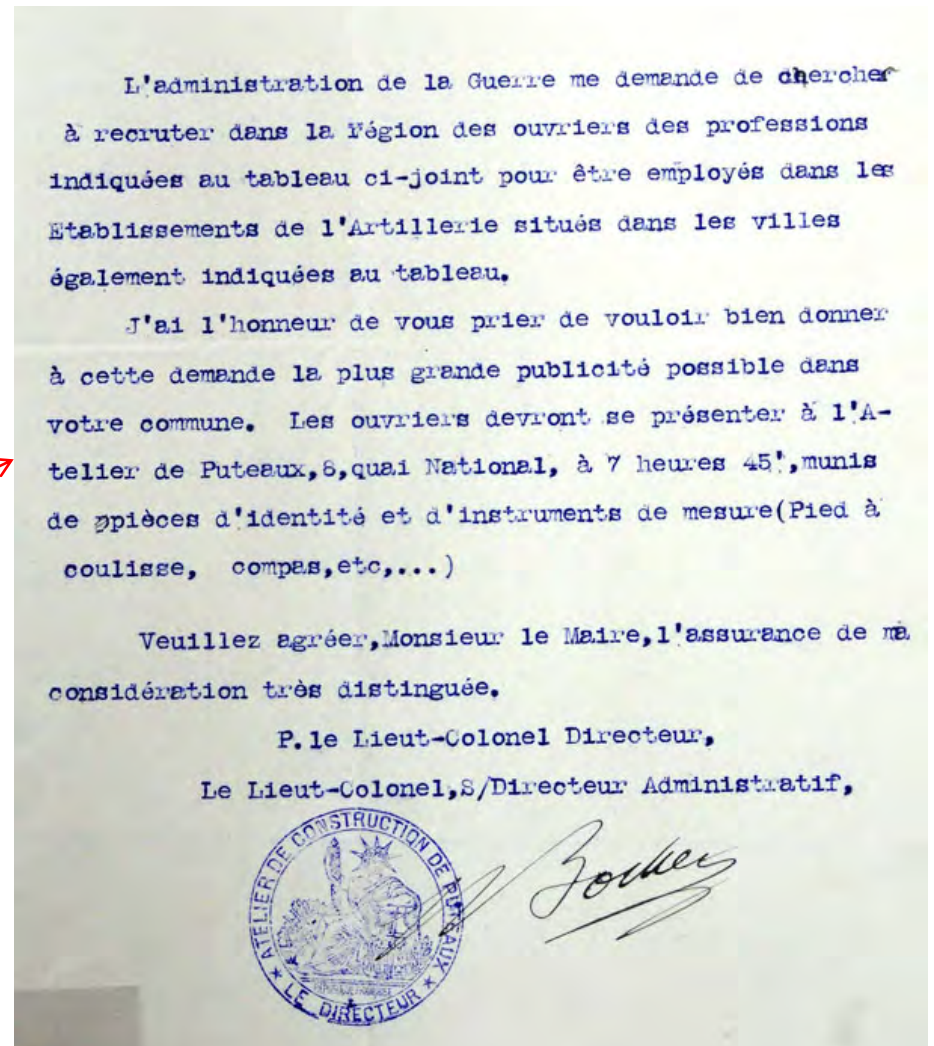 L'administration de la Guerre me demande de chercher
à recruter dans la Région des ouvriers des professions
indiquées au tableau ci-joint pour être employés dans les
Etablissements de l'Artillerie situés dans les villes
également indiquées au tableau.
J'ai l'honneur de vous prier de vouloir bien donner
à cette demande la plus grande publicité possible dans
votre commune. Les ouvriers devront se présenter à l'A-
telier de Puteaux,8,quai National, à 7 heures 45',munis
de ppièces d'identité et d'instruments de mesure(Pied à
coulisse, compas,etc,...)
Veuillez agréer,Monsieur le Maire,l'assurance de ma
considération très distinguée.
P.le Lieut-Colonel Directeur,
Le Lieut-Colonel,S/Directeur Administratif,
ATELIER DE CONSTRUCTION DE PUTEAUX
LE DIRECTEUR